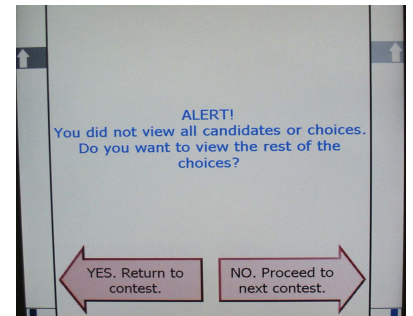 ALERT!
You did not view all candidates or choices.
Do you want to view the rest of the
choices?
YES. Return to
contest.
NO. Proceed to
next contest.